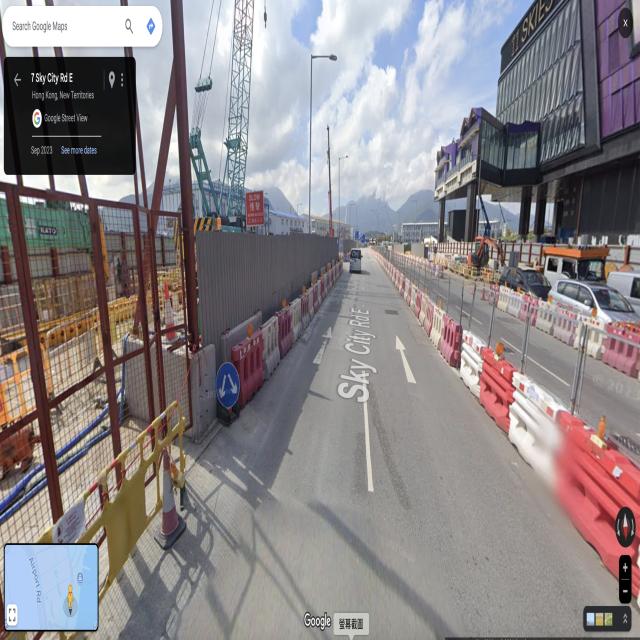 Search Google Maps
7 Sky City Rd E
Hong Kong, New Territories
Google Street View
Sep 2023 See more dates
SKIES
Sky City Rd E
Airport Rd
Google
螢幕截圖